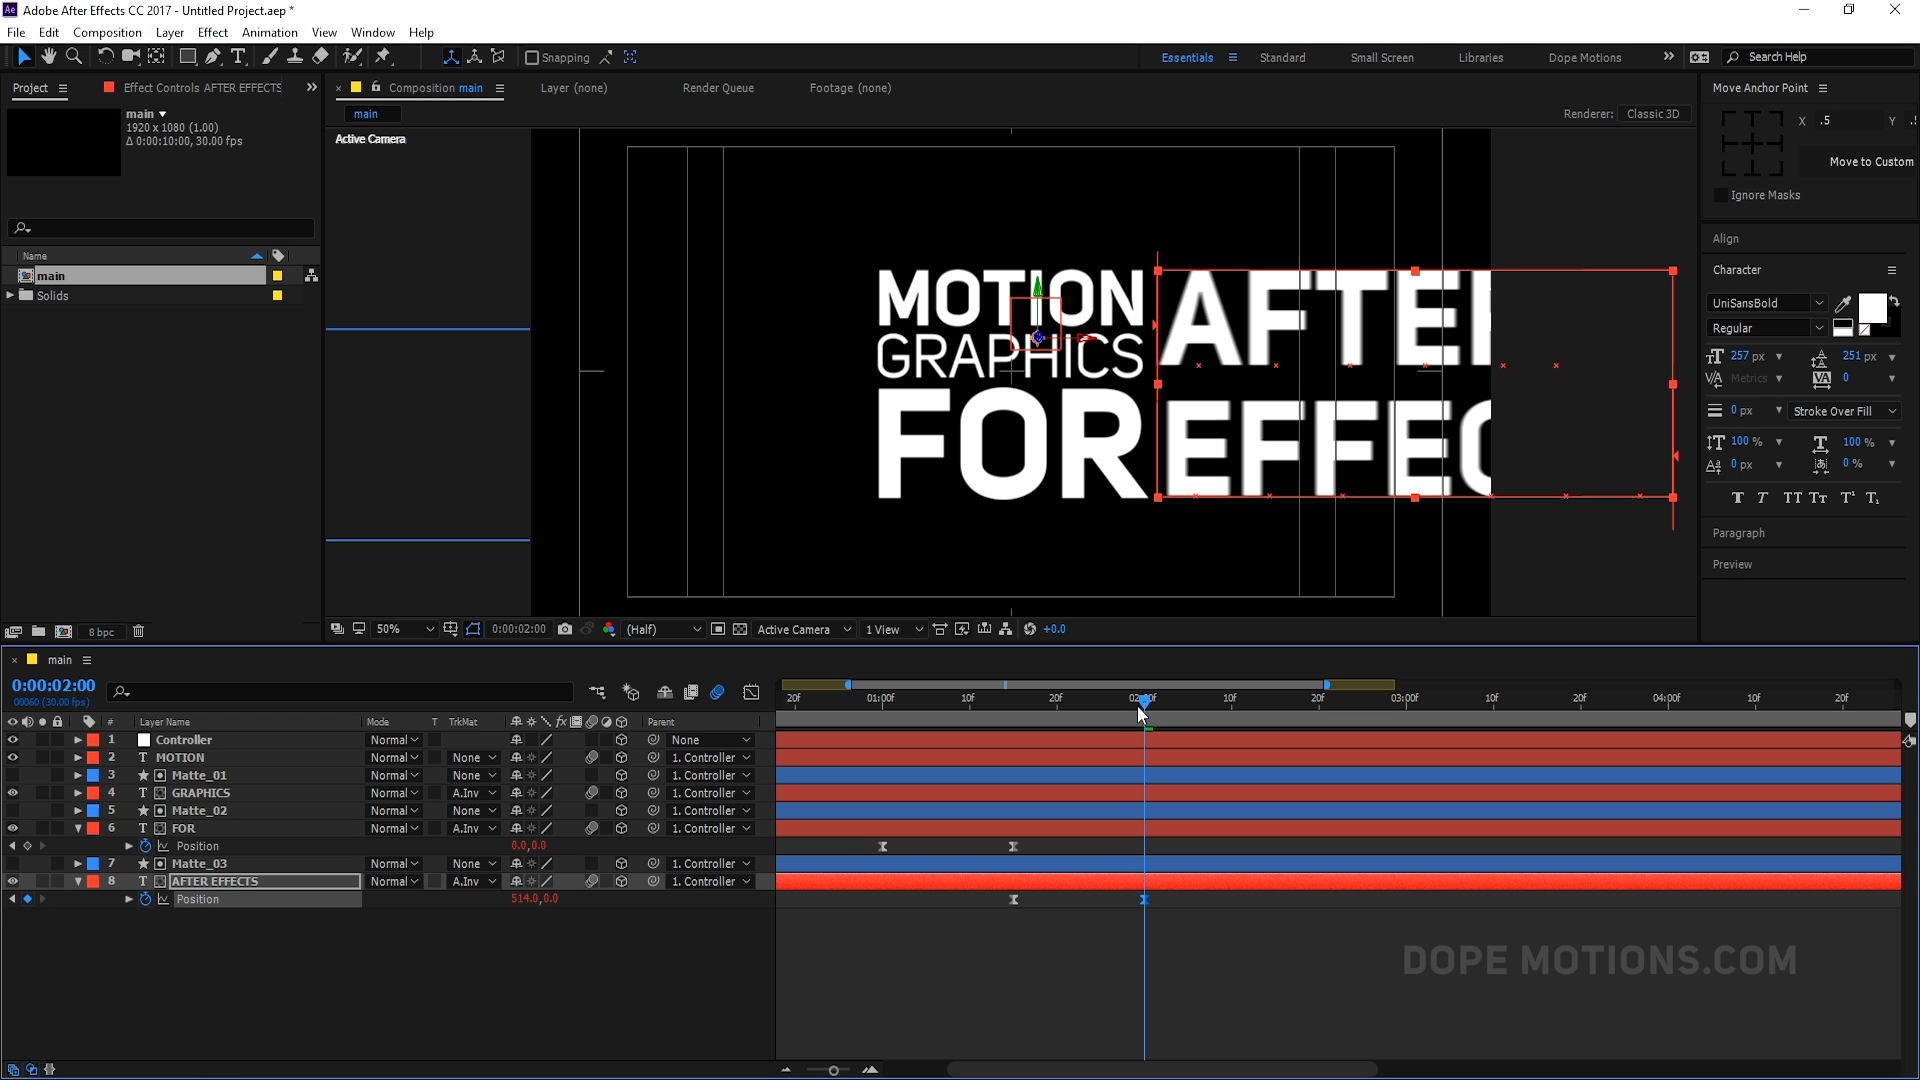 Ae Adobe After Effects CC 2017 - Untitled Project.aep *
File Edit Composition Layer Effect Animation View Window Help
Snapping Essentials Standard Small Screen Libraries Dope Motions Search Help
Project Effect Controls AFTER EFFECTS Composition main Layer (none) Render Queue Footage (none) Move Anchor Point
main
1920 x 1080 (1.00)
Δ 0:00:10:00, 30.00 fps
main Renderer: Classic 3D
Active Camera
X .5 Y .5
Move to Custom
Ignore Masks
Align
Character
Name
main
Solids
MOTION
GRAPHICS
FOR
AFTE
EFFEC
UniSansBold
Regular
257 px 251 px
Metrics 0
0 px Stroke Over Fill
100 % 100 %
0 px 0 %
T T TT Tt T¹ T₁
Paragraph
Preview
8 bpc 50% 0:00:02:00 (Half) Active Camera 1 View +0.0
main
0:00:02:00
00060 (30.00 fps)
20f 01:00f 10f 20f 02:00f 10f 20f 03:00f 10f 20f 04:00f 10f 20f
# Layer Name Mode T TrkMat fx Parent
1 Controller Normal None
2 T MOTION Normal None 1. Controller
3 Matte_01 Normal None 1. Controller
4 T GRAPHICS Normal A.Inv 1. Controller
5 Matte_02 Normal None 1. Controller
6 T FOR Normal A.Inv 1. Controller
Position 0.0,0.0
7 Matte_03 Normal None 1. Controller
8 T AFTER EFFECTS Normal A.Inv 1. Controller
Position 514.0,0.0
DOPE MOTIONS.COM